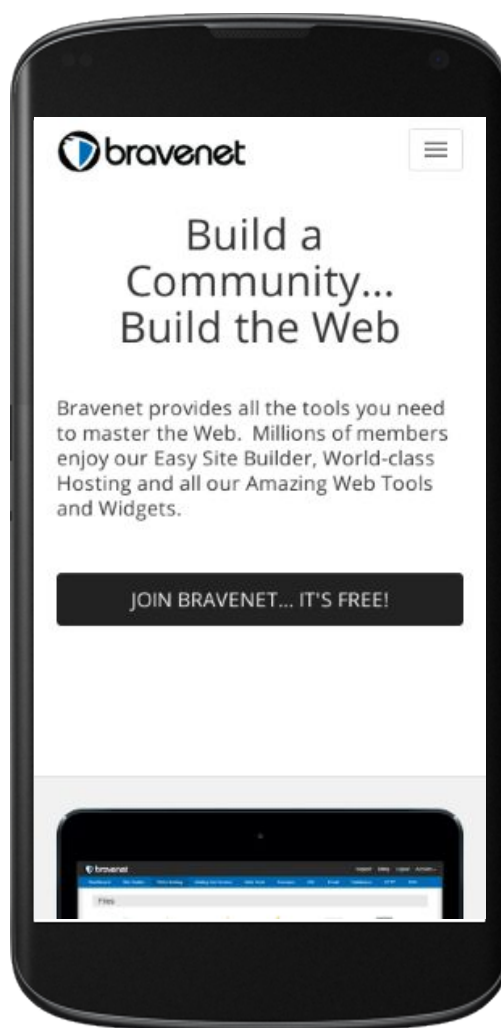 bravenet
Build a
Community...
Build the Web
Bravenet provides all the tools you need
to master the Web. Millions of members
enjoy our Easy Site Builder, World-class
Hosting and all our Amazing Web Tools
and Widgets.
JOIN BRAVENET... IT'S FREE!
bravenet
Files